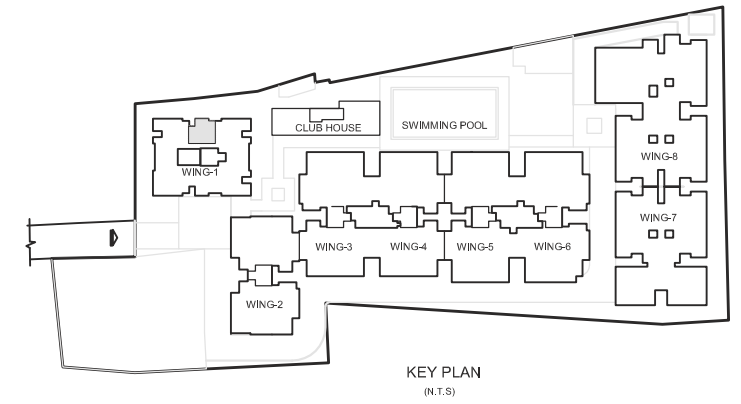 CLUB HOUSE
SWIMMING POOL
WING-1
WING-8
WING-7
WING-3
WING-4
WING-5
WING-6
WING-2
KEY PLAN
(N.T.S)